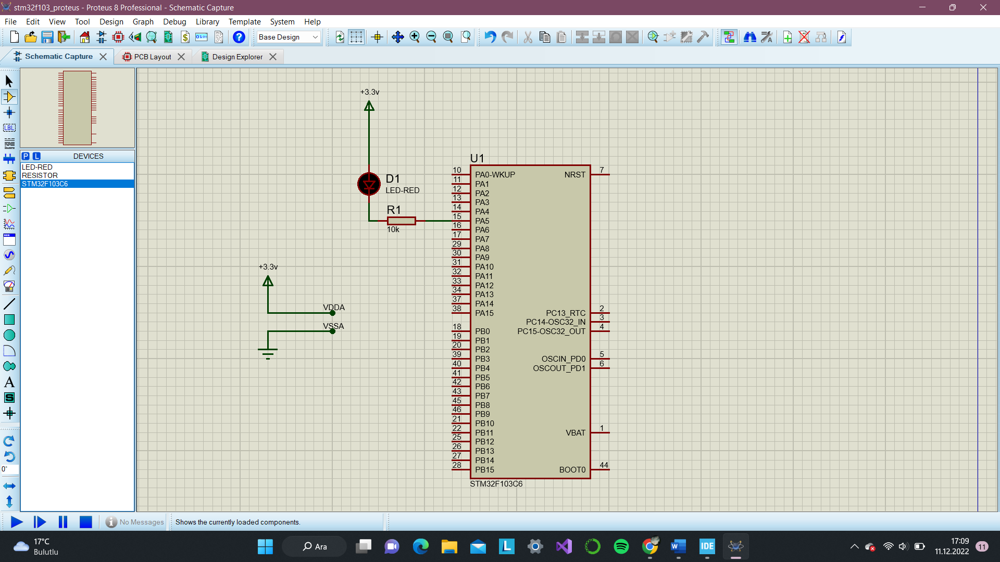 stm32f103_proteus - Proteus 8 Professional - Schematic Capture
File Edit View Tool Design Graph Debug Library Template System Help
Base Design
Schematic Capture PCB Layout Design Explorer
P L DEVICES
LED-RED
RESISTOR
STM32F103C6
LBL
A
S
0°
+3.3v
D1
LED-RED
R1
10k
+3.3v
VDDA
VSSA
U1
10 PA0-WKUP NRST 7
11 PA1
12 PA2
13 PA3
14 PA4
15 PA5
16 PA6
17 PA7
29 PA8
30 PA9
31 PA10
32 PA11
33 PA12
34 PA13
37 PA14
38 PA15 PC13_RTC 2
PC14-OSC32_IN 3
18 PB0 PC15-OSC32_OUT 4
19 PB1
20 PB2
39 PB3 OSCIN_PD0 5
40 PB4 OSCOUT_PD1 6
41 PB5
42 PB6
43 PB7
45 PB8
46 PB9
21 PB10
22 PB11 VBAT 1
25 PB12
26 PB13
27 PB14
28 PB15 BOOT0 44
STM32F103C6
No Messages Shows the currently loaded components.
17°C
Bulutlu
Ara
L
IDE
17:09
11.12.2022
11